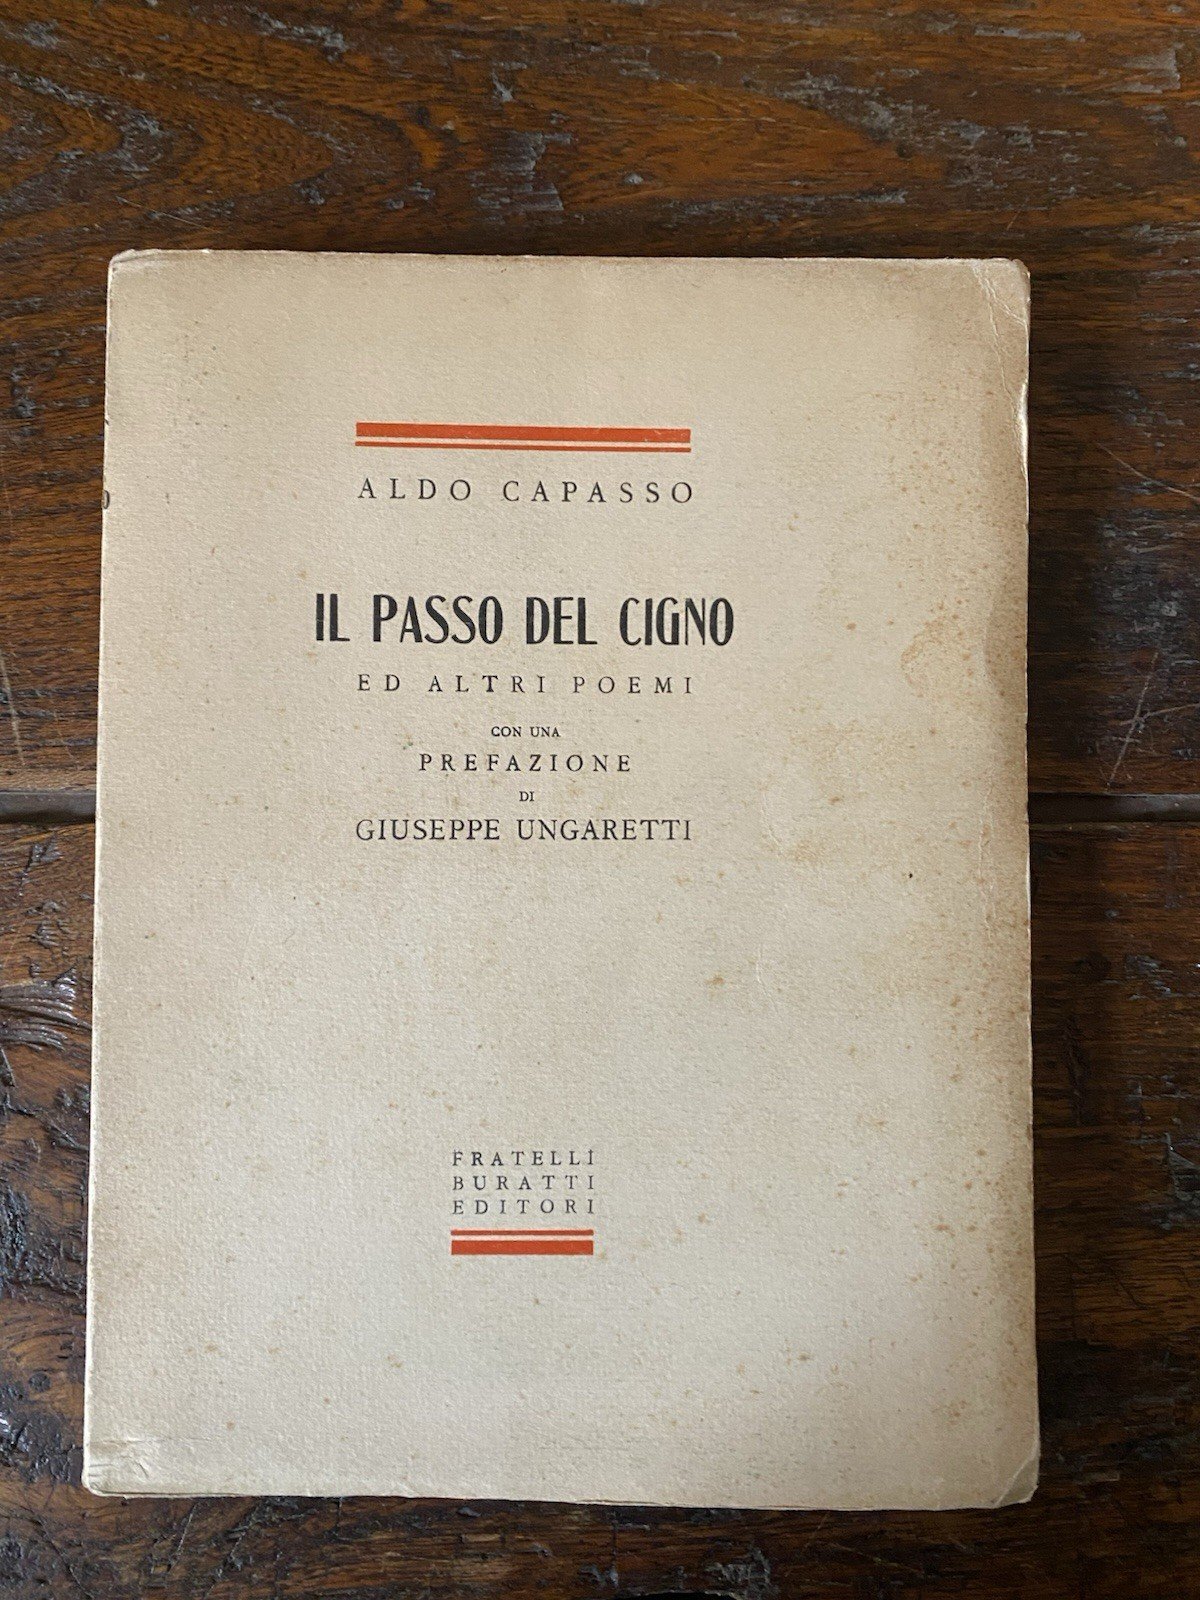 ALDO CAPASSO
IL PASSO DEL CIGNO
ED ALTRI POEMI
CON UNA
PREFAZIONE
DI
GIUSEPPE UNGARETTI
FRATELLI
BURATTI
EDITORI